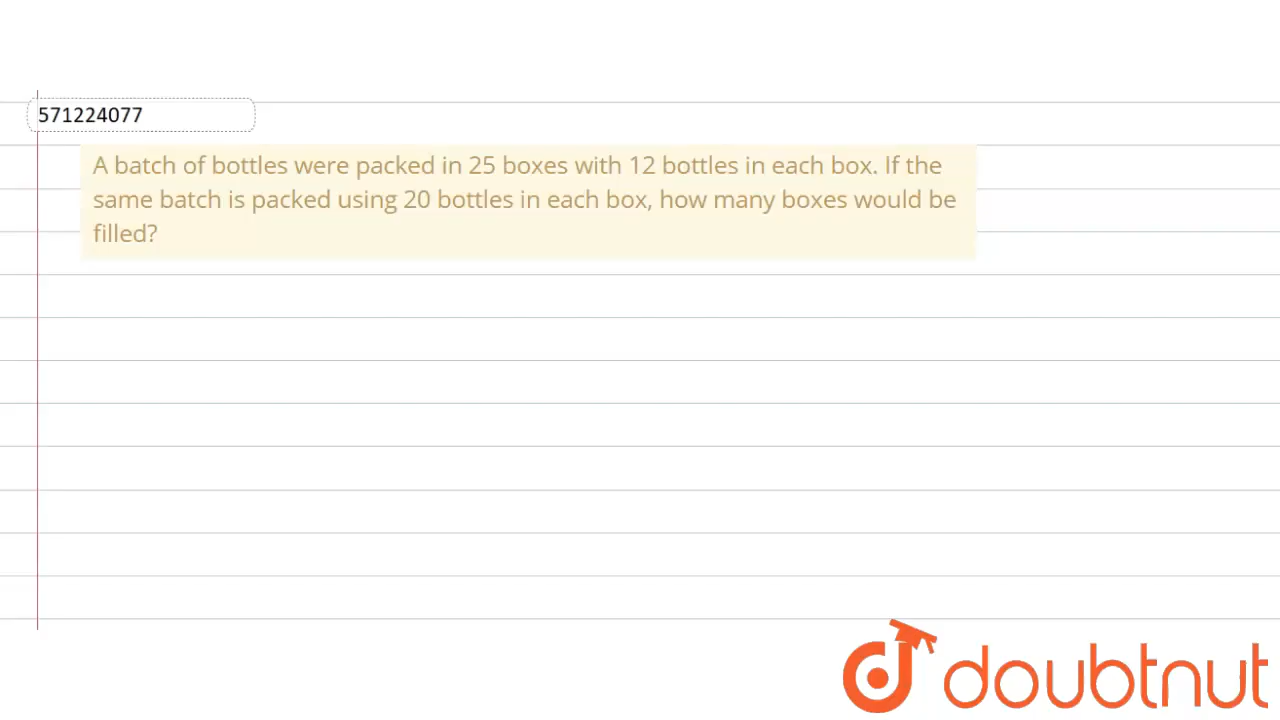 571224077
A batch of bottles were packed in 25 boxes with 12 bottles in each box. If the
same batch is packed using 20 bottles in each box, how many boxes would be
filled?
doubtnut